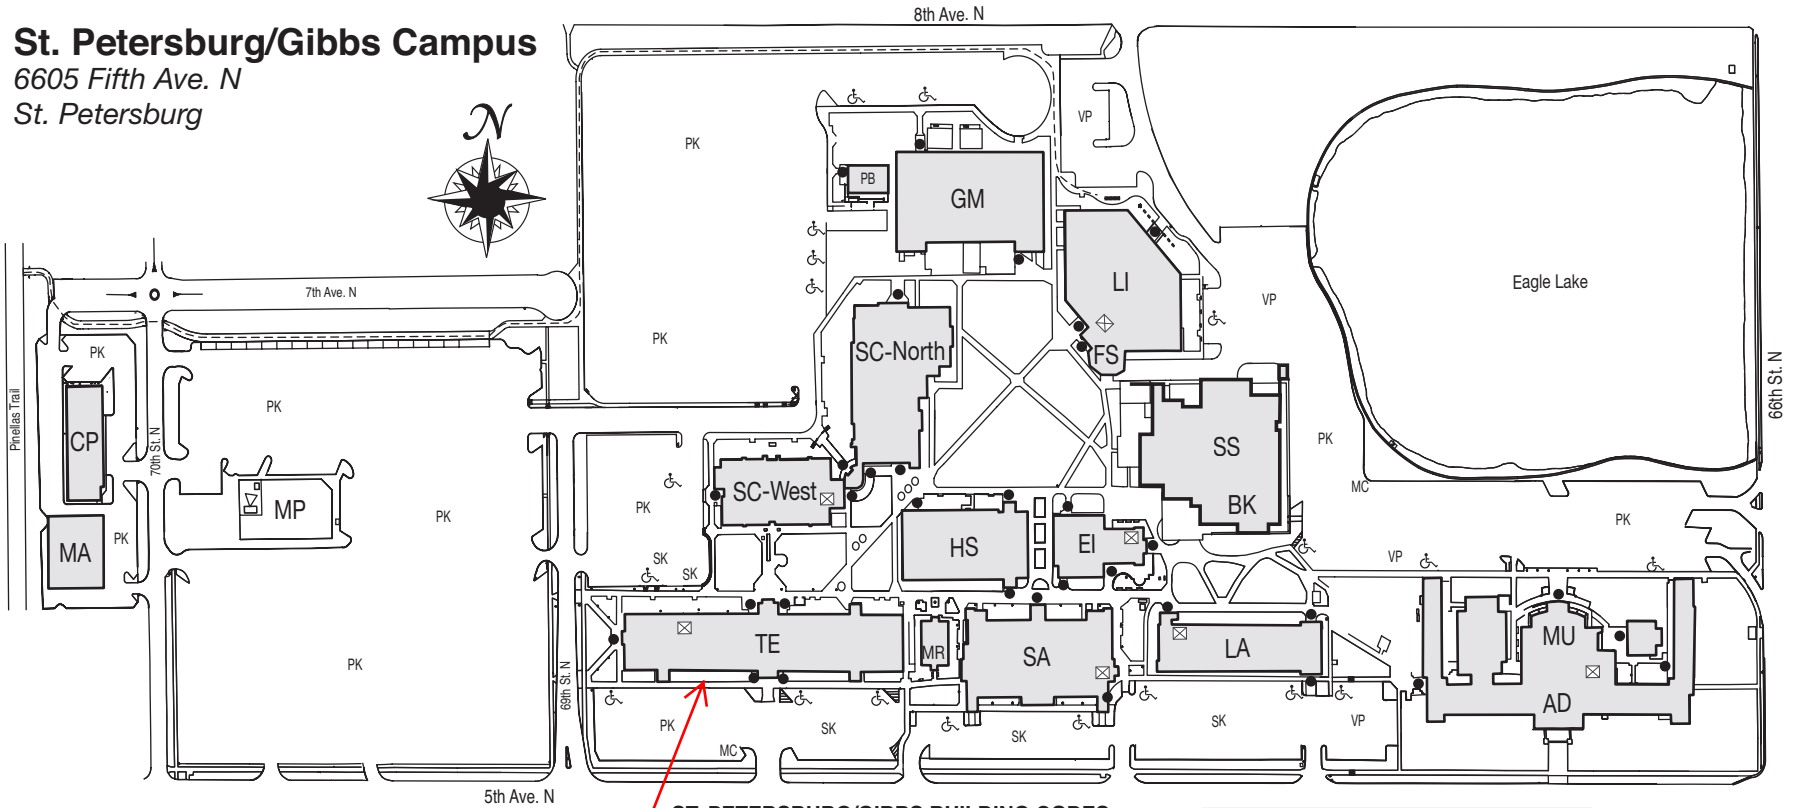 St. Petersburg/Gibbs Campus
6605 Fifth Ave. N
St. Petersburg
8th Ave. N
N
PK
VP
PB
GM
LI
FS
VP
Eagle Lake
66th St. N
7th Ave. N
Pinellas Trail
PK
CP
70th St. N
PK
PK
SC-North
SC-West
SS
BK
PK
MC
PK
MP
PK
PK
MA
PK
HS
EI
VP
SK
SK
TE
MR
SA
LA
MU
AD
PK
69th St. N
PK
MC
SK
SK
SK
VP
5th Ave. N